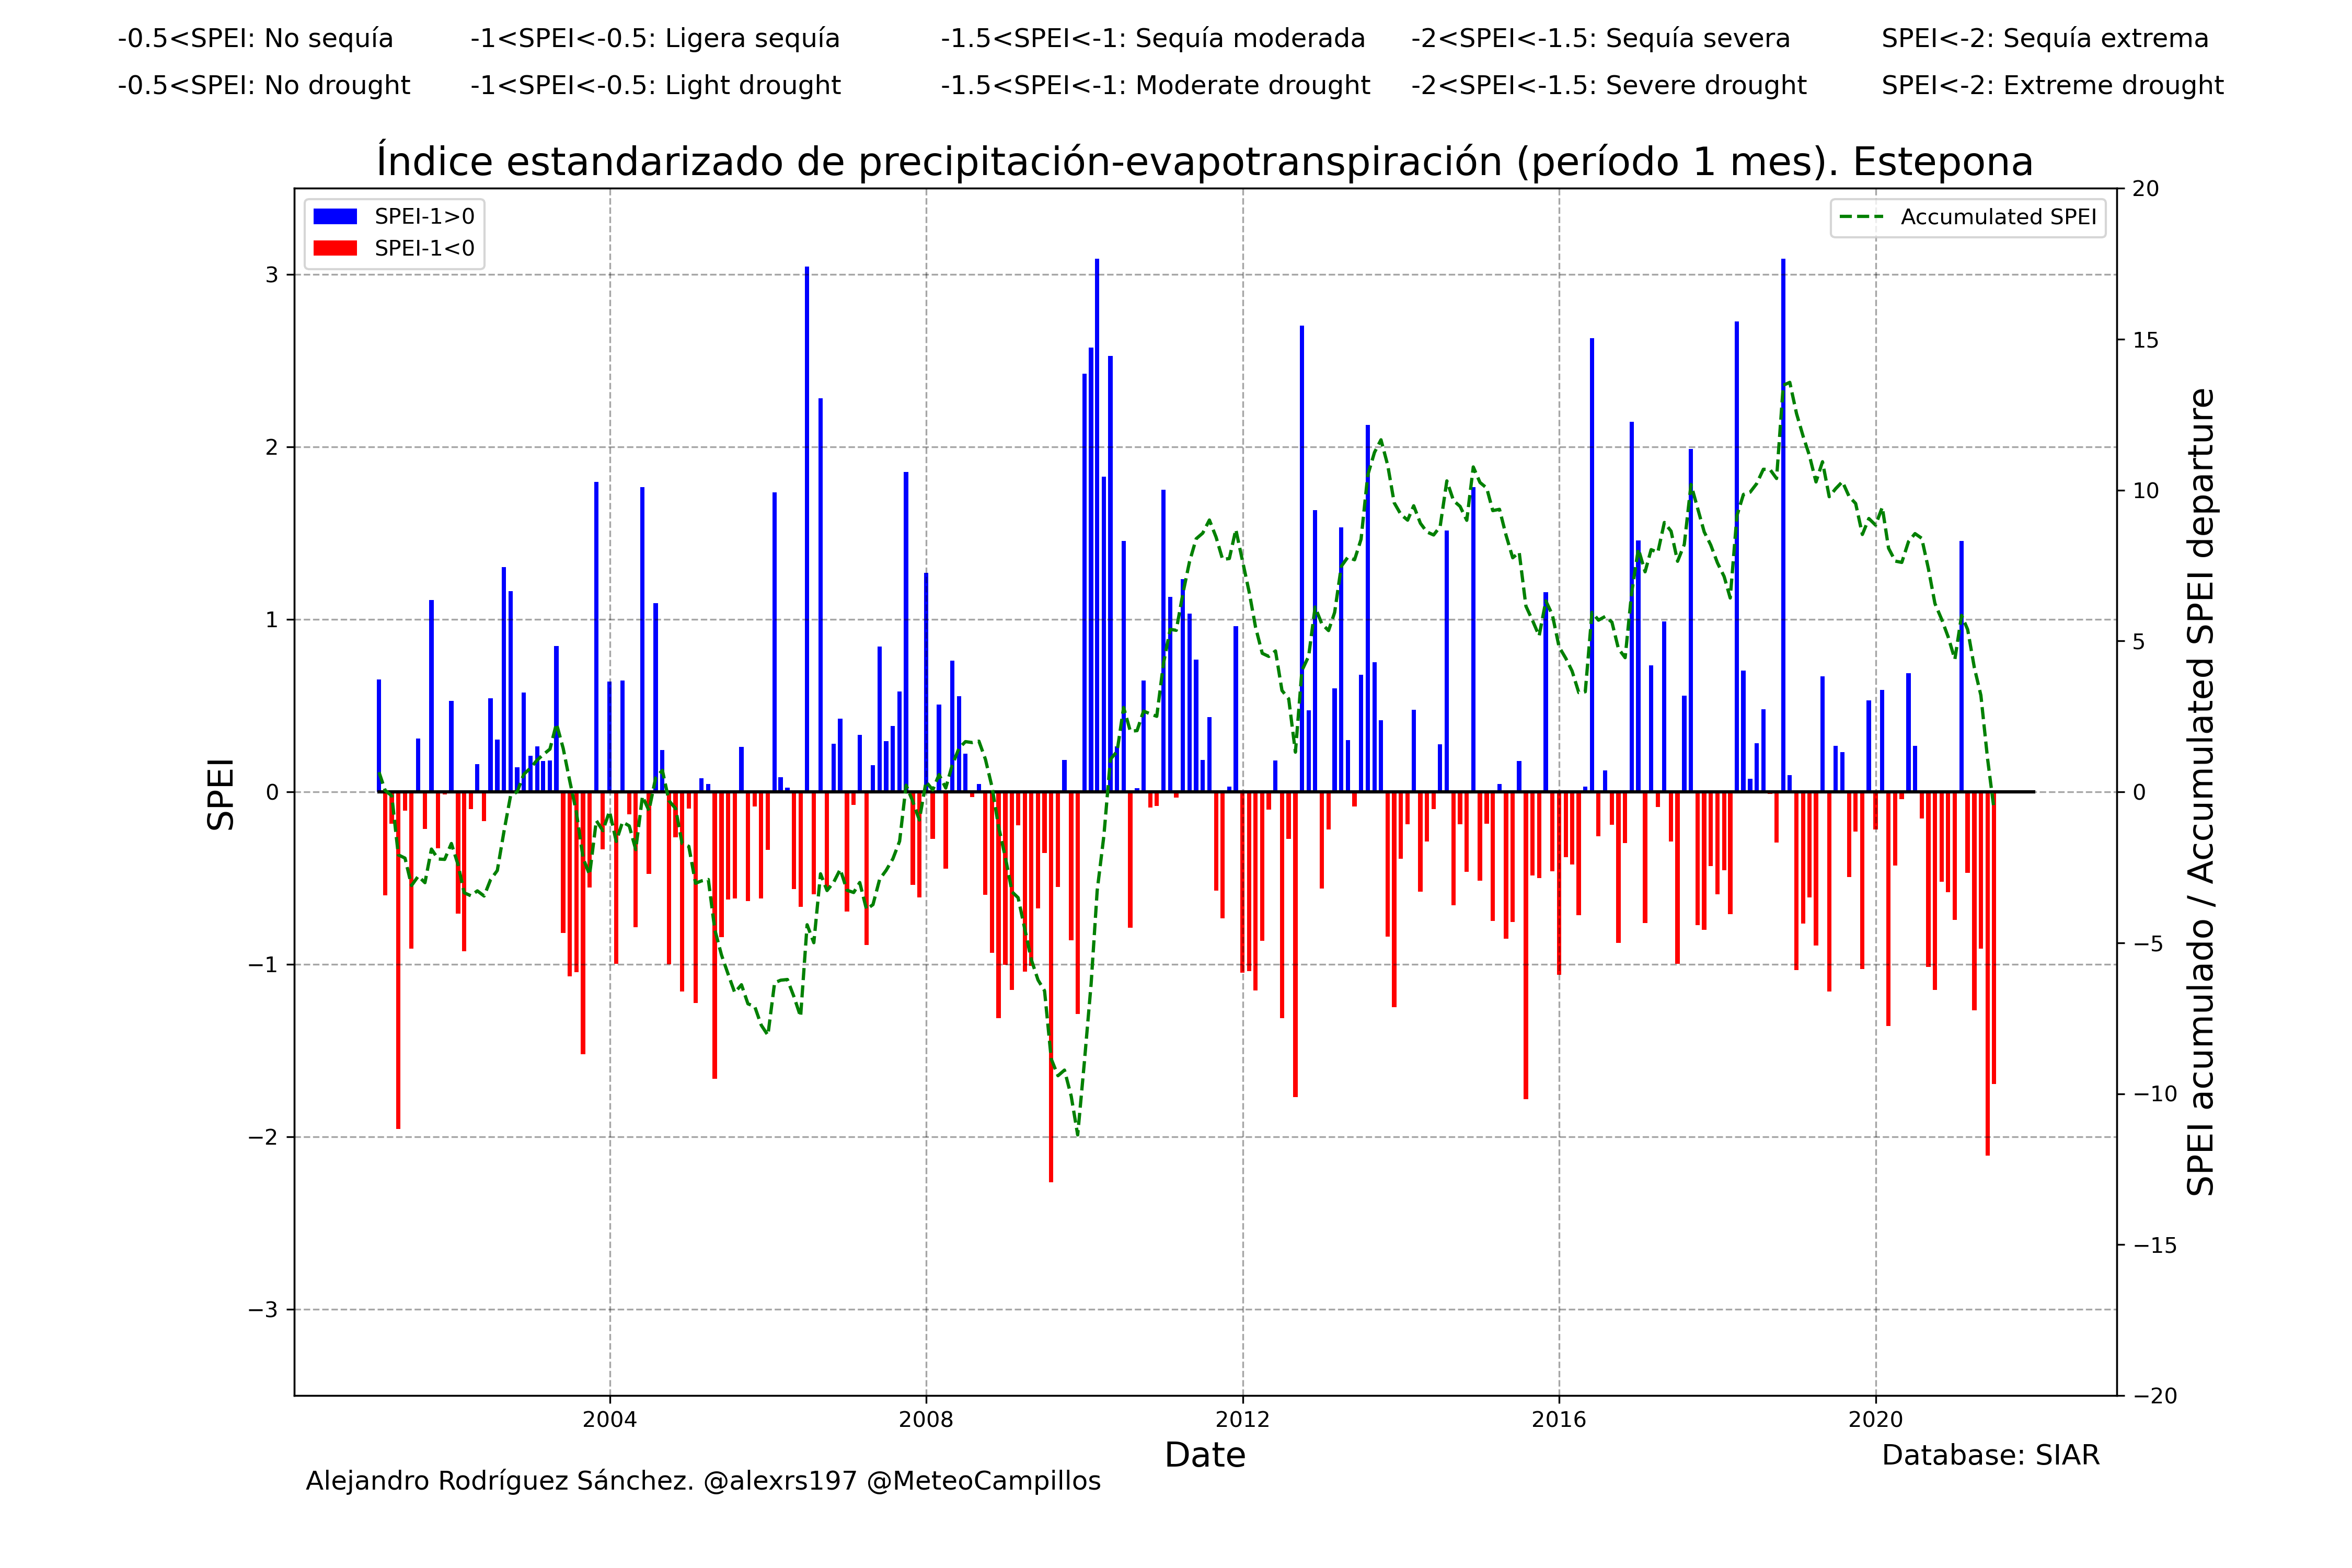 -0.5<SPEI: No sequía -1<SPEI<-0.5: Ligera sequía -1.5<SPEI<-1: Sequía moderada -2<SPEI<-1.5: Sequía severa SPEI<-2: Sequía extrema
-0.5<SPEI: No drought -1<SPEI<-0.5: Light drought -1.5<SPEI<-1: Moderate drought -2<SPEI<-1.5: Severe drought SPEI<-2: Extreme drought
Índice estandarizado de precipitación-evapotranspiración (período 1 mes). Estepona
SPEI-1>0
SPEI-1<0
Accumulated SPEI
SPEI
3
2
1
0
−1
−2
−3
20
15
10
5
0
−5
−10
−15
−20
SPEI acumulado / Accumulated SPEI departure
2004 2008 2012 2016 2020
Date
Database: SIAR
Alejandro Rodríguez Sánchez. @alexrs197 @MeteoCampillos